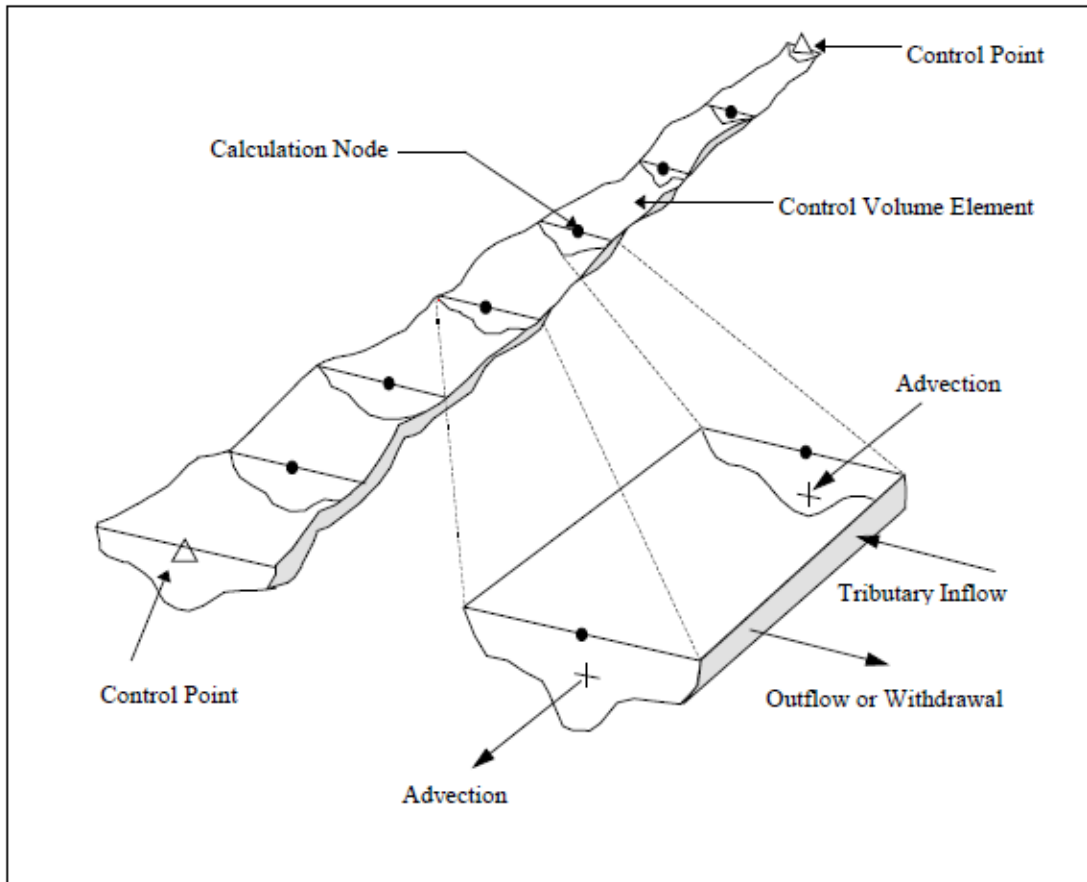 Control Point
Calculation Node
Control Volume Element
Advection
Tributary Inflow
Control Point
Outflow or Withdrawal
Advection